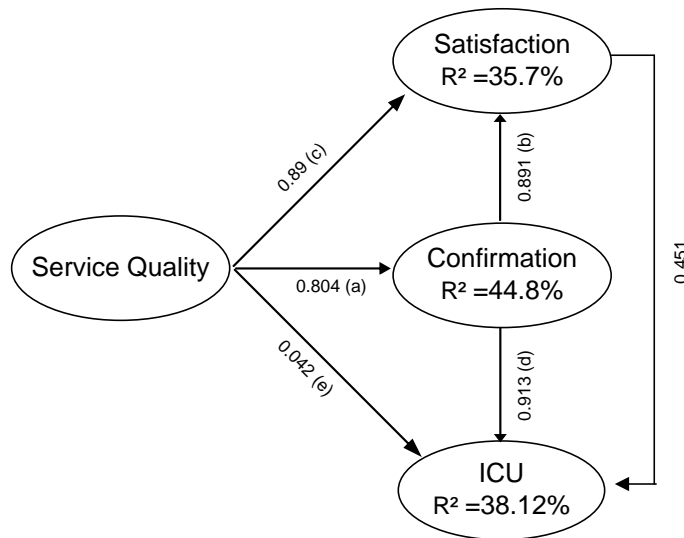 Satisfaction
R² =35.7%
0.89 (c)
0.891 (b)
Service Quality
Confirmation
R² =44.8%
0.804 (a)
0.451
0.042 (e)
0.913 (d)
ICU
R² =38.12%